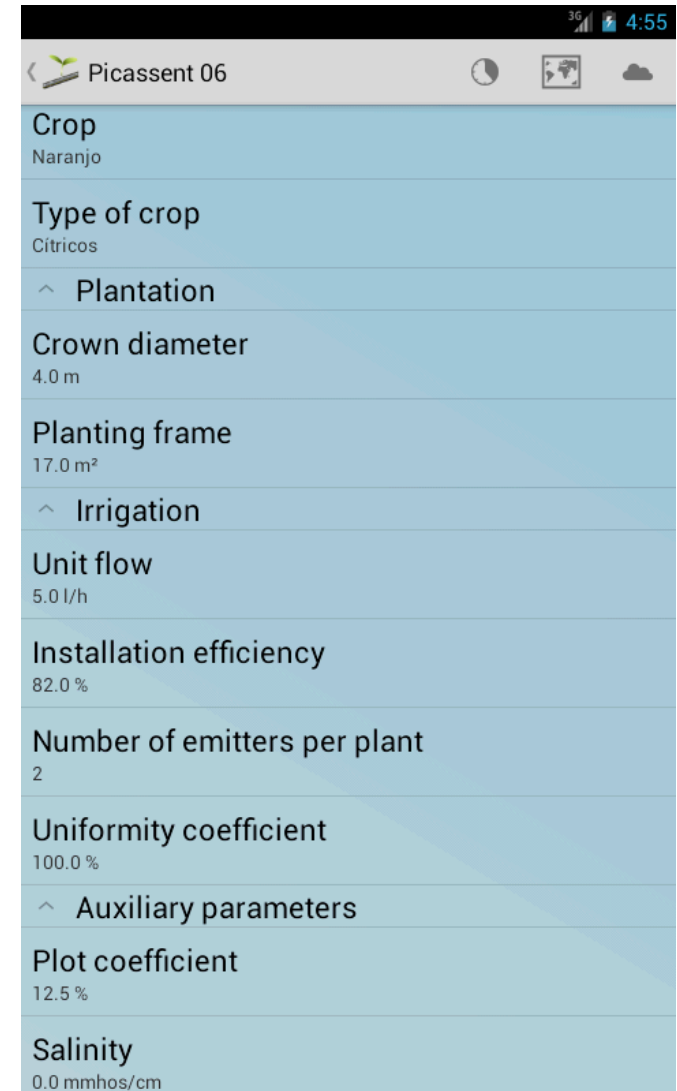 3G 4:55
Picassent 06
Crop
Naranjo
Type of crop
Cítricos
Plantation
Crown diameter
4.0 m
Planting frame
17.0 m²
Irrigation
Unit flow
5.0 l/h
Installation efficiency
82.0 %
Number of emitters per plant
2
Uniformity coefficient
100.0 %
Auxiliary parameters
Plot coefficient
12.5 %
Salinity
0.0 mmhos/cm